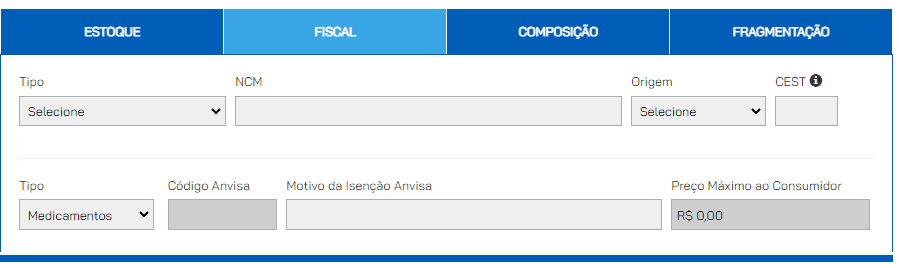 ESTOQUE FISCAL COMPOSIÇÃO FRAGMENTAÇÃO
Tipo NCM Origem CEST
Selecione Selecione
Tipo Código Anvisa Motivo da Isenção Anvisa Preço Máximo ao Consumidor
Medicamentos R$ 0,00